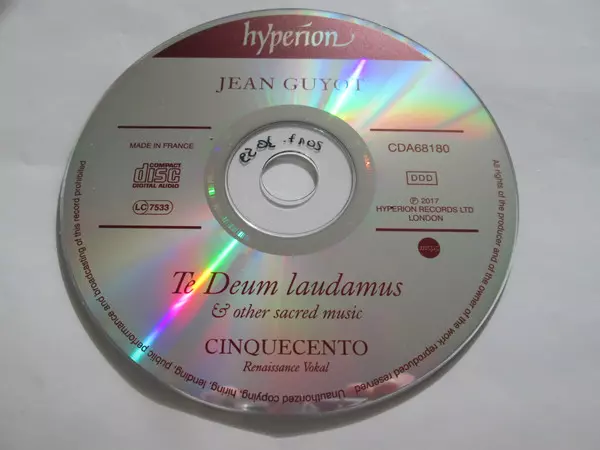 hyperion
JEAN GUYOT
MADE IN FRANCE
CDA68180
COMPACT
disc
DIGITAL AUDIO
DDD
LC 7533
℗ 2017
HYPERION RECORDS LTD
LONDON
Te Deum laudamus
& other sacred music
CINQUECENTO
Renaissance Vokal
All rights of the producer and of the owner of the work reproduced reserved.
Unauthorized copying, hiring, lending, public performance and broadcasting of this record prohibited